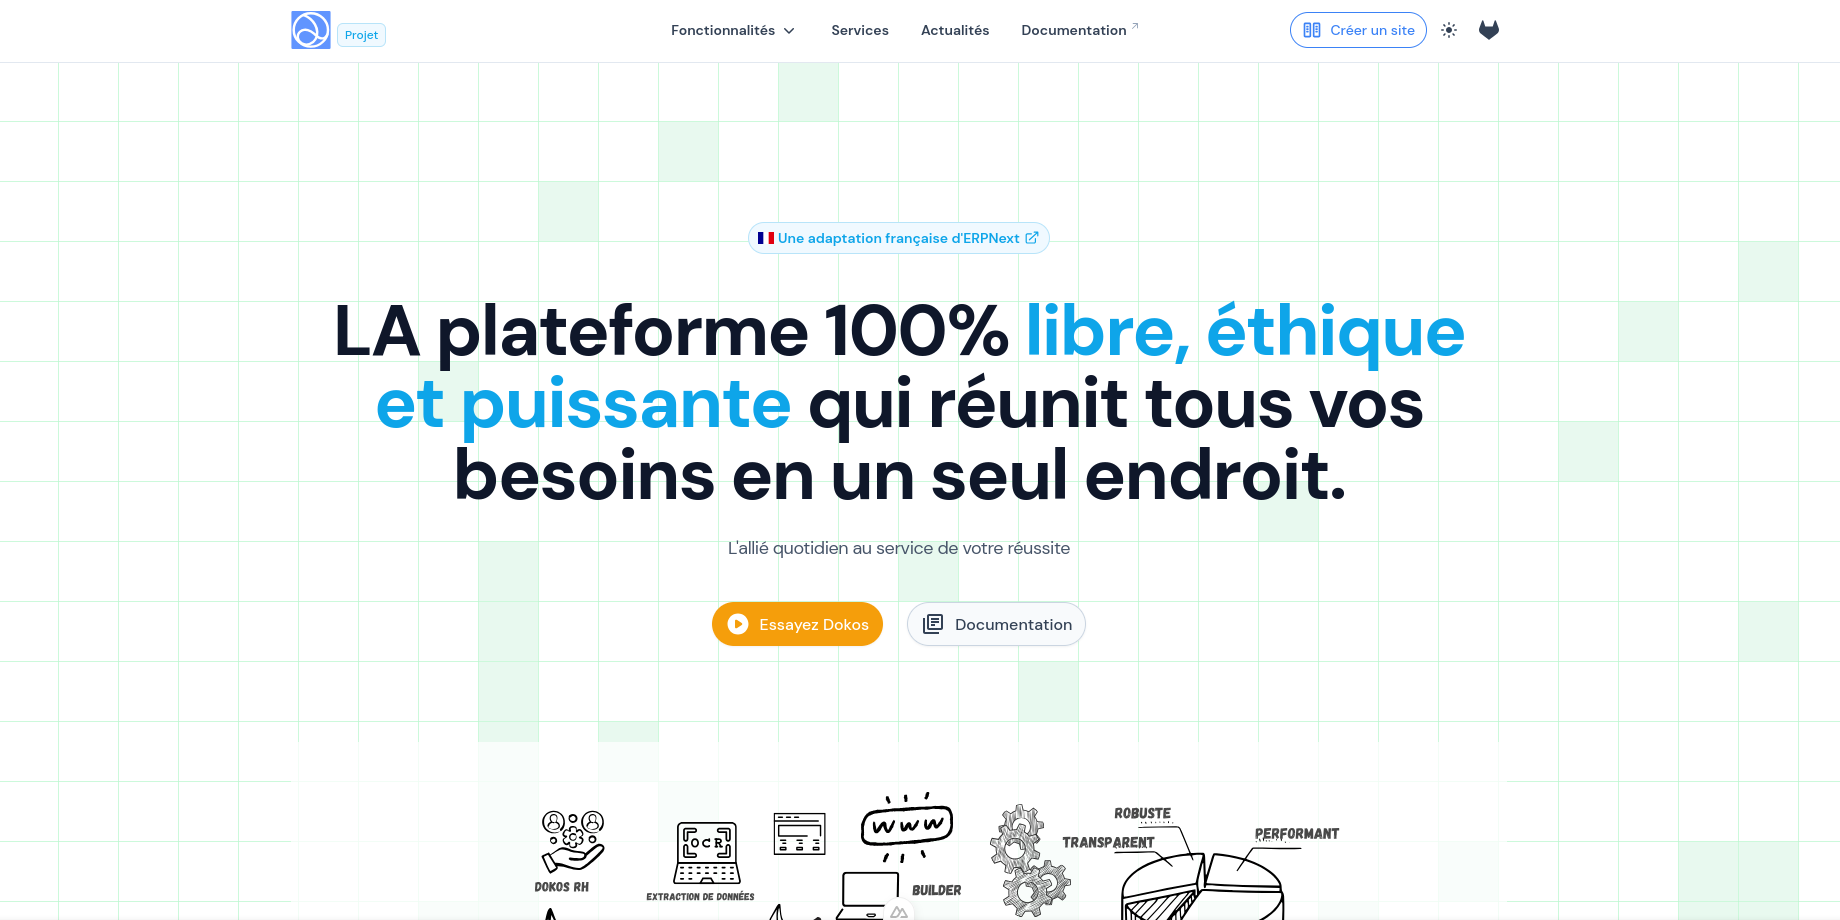 Projet
Fonctionnalités
Services
Actualités
Documentation
Créer un site
Une adaptation française d'ERPNext
LA plateforme 100% libre, éthique
et puissante qui réunit tous vos
besoins en un seul endroit.
L'allié quotidien au service de votre réussite
Essayez Dokos
Documentation
WWW
ROBUSTE
TRANSPARENT
PERFORMANT
OCR
DOKOS RH
EXTRACTION DE DONNÉES
BUILDER